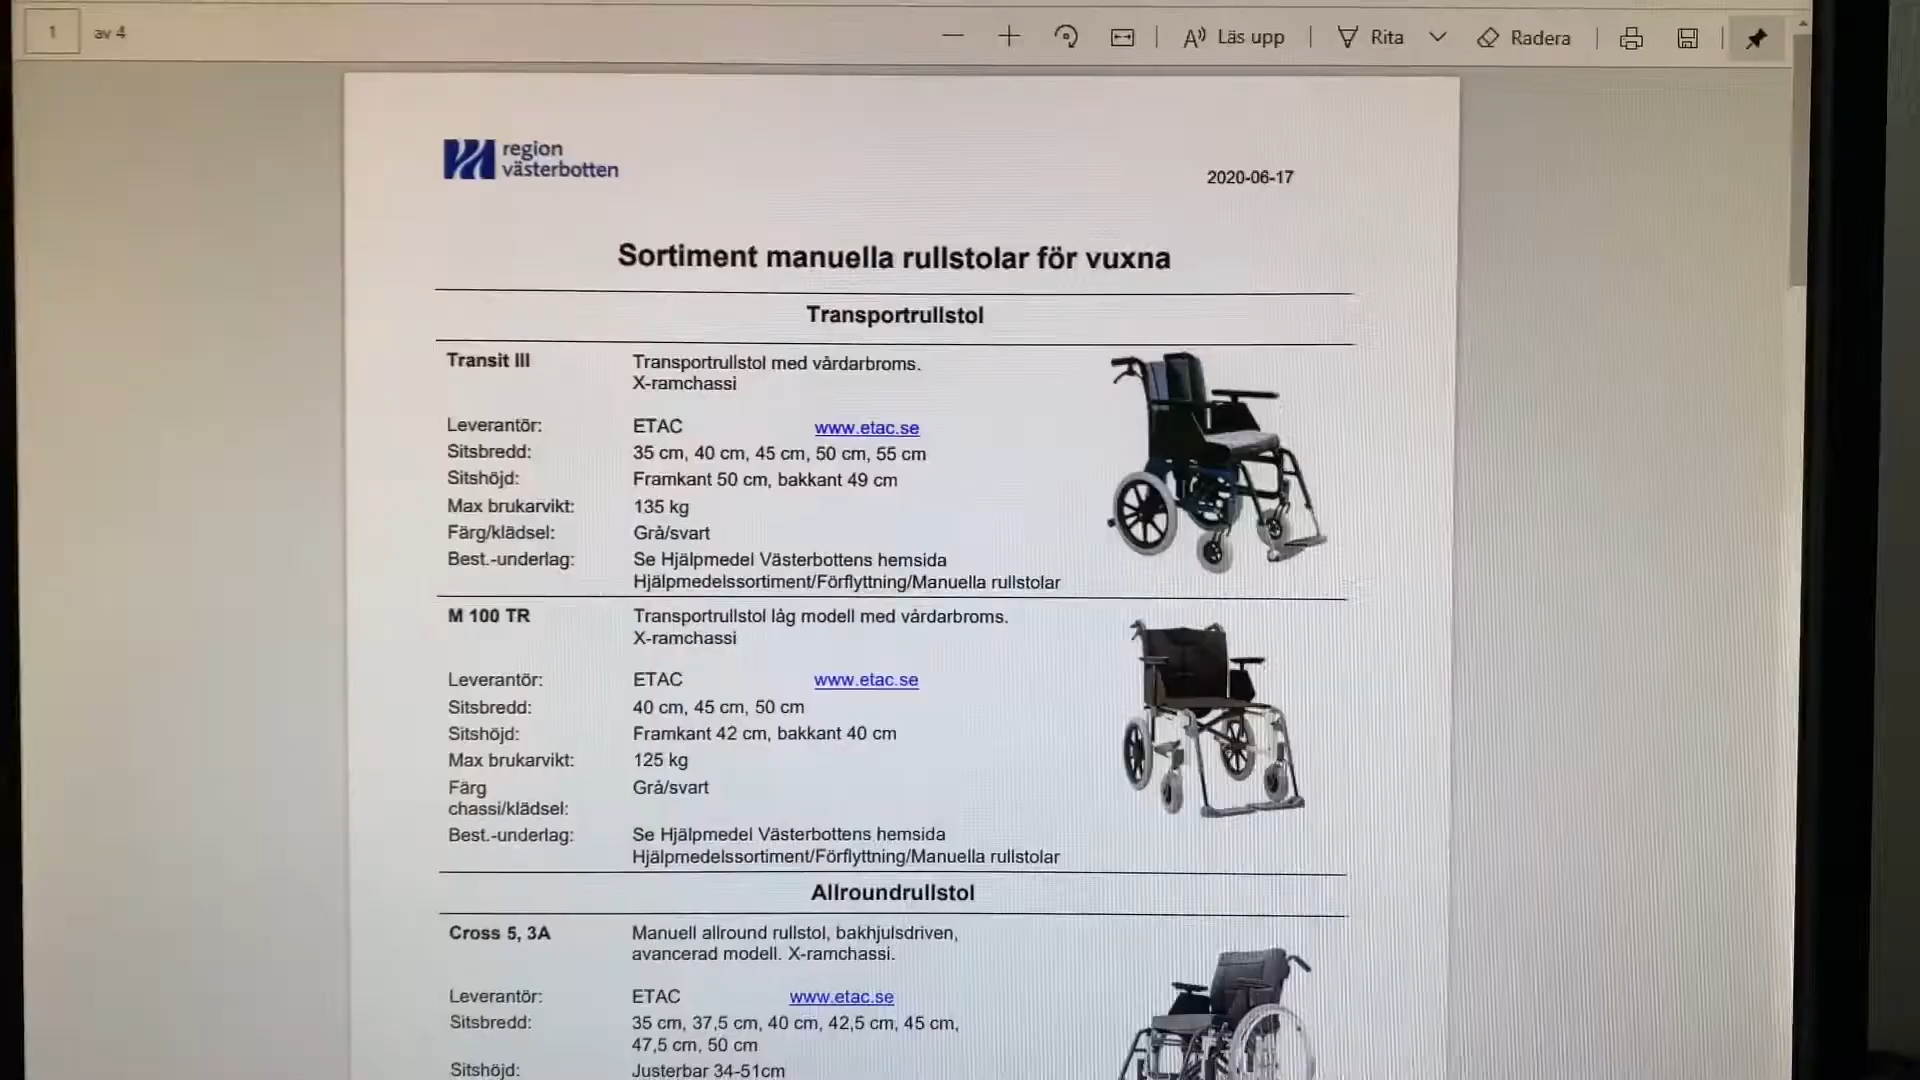 1 av 4 Läs upp Rita Radera
region
västerbotten
2020-06-17
Sortiment manuella rullstolar för vuxna
Transportrullstol
Transit III Transportrullstol med vårdarbroms.
X-ramchassi
Leverantör: ETAC www.etac.se
Sitsbredd: 35 cm, 40 cm, 45 cm, 50 cm, 55 cm
Sitshöjd: Framkant 50 cm, bakkant 49 cm
Max brukarvikt: 135 kg
Färg/klädsel: Grå/svart
Best.-underlag: Se Hjälpmedel Västerbottens hemsida
Hjälpmedelssortiment/Förflyttning/Manuella rullstolar
M 100 TR Transportrullstol låg modell med vårdarbroms.
X-ramchassi
Leverantör: ETAC www.etac.se
Sitsbredd: 40 cm, 45 cm, 50 cm
Sitshöjd: Framkant 42 cm, bakkant 40 cm
Max brukarvikt: 125 kg
Färg Grå/svart
chassi/klädsel:
Best.-underlag: Se Hjälpmedel Västerbottens hemsida
Hjälpmedelssortiment/Förflyttning/Manuella rullstolar
Allroundrullstol
Cross 5, 3A Manuell allround rullstol, bakhjulsdriven,
avancerad modell. X-ramchassi.
Leverantör: ETAC www.etac.se
Sitsbredd: 35 cm, 37,5 cm, 40 cm, 42,5 cm, 45 cm,
47,5 cm, 50 cm
Sitshöjd: Justerbar 34-51cm